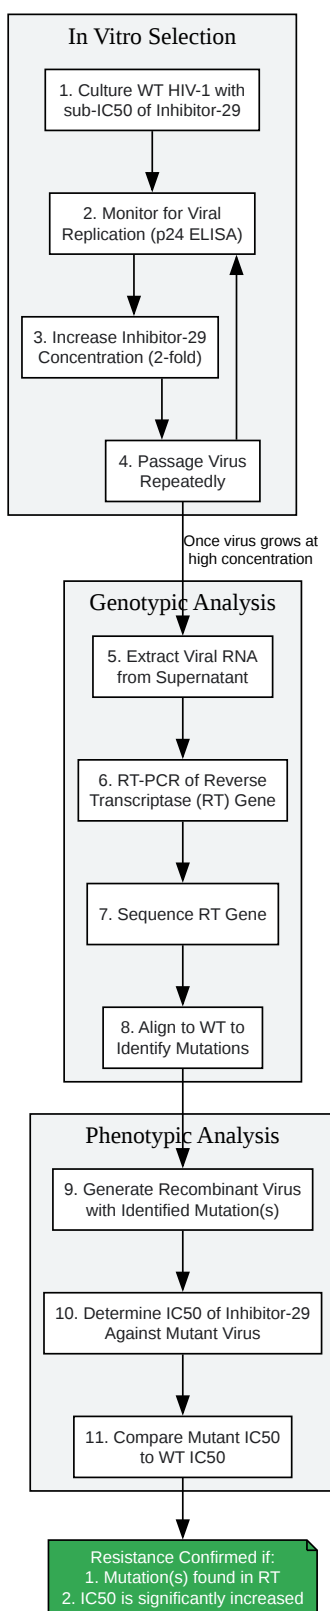 In Vitro Selection
1. Culture WT HIV-1 with
sub-IC50 of Inhibitor-29
2. Monitor for Viral
Replication (p24 ELISA)
3. Increase Inhibitor-29
Concentration (2-fold)
4. Passage Virus
Repeatedly
Once virus grows at
high concentration
Genotypic Analysis
5. Extract Viral RNA
from Supernatant
6. RT-PCR of Reverse
Transcriptase (RT) Gene
7. Sequence RT Gene
8. Align to WT to
Identify Mutations
Phenotypic Analysis
9. Generate Recombinant Virus
with Identified Mutation(s)
10. Determine IC50 of Inhibitor-29
Against Mutant Virus
11. Compare Mutant IC50
to WT IC50
Resistance Confirmed if:
1. Mutation(s) found in RT
2. IC50 is significantly increased